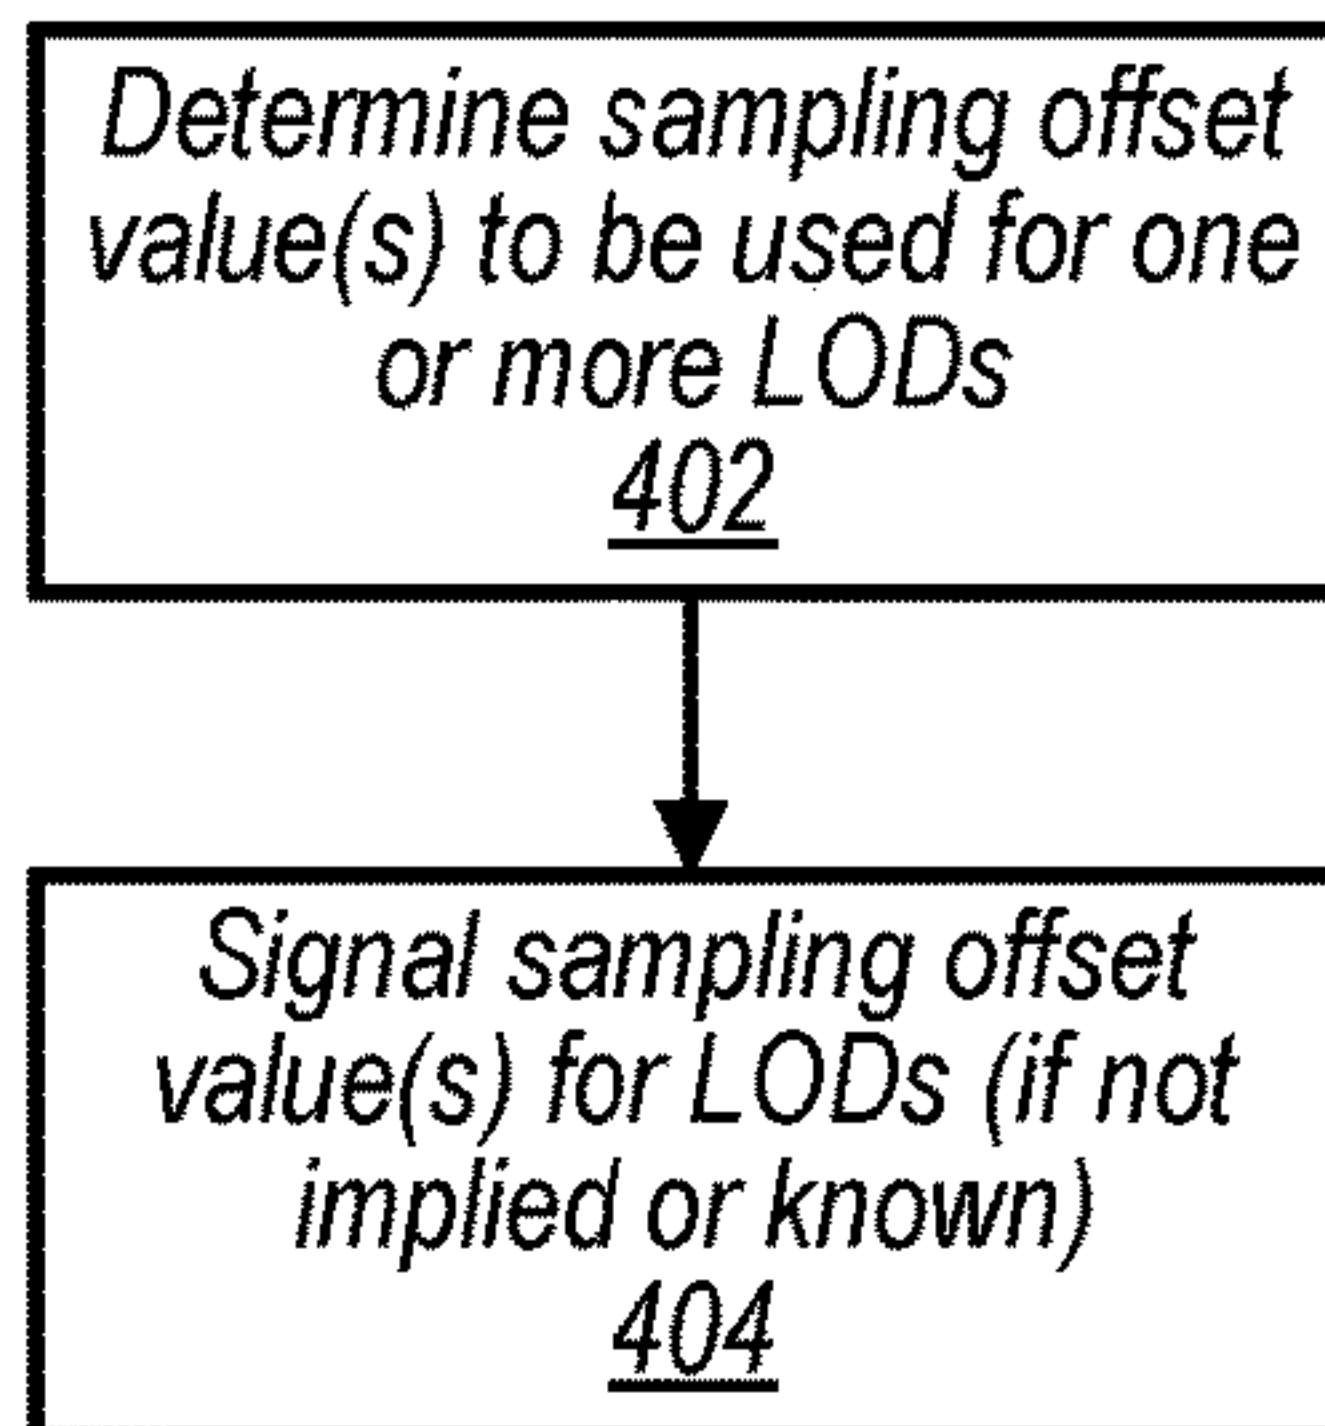 Determine sampling offset
value(s) to be used for one
or more LODs
402
Signal sampling offset
value(s) for LODs (if not
implied or known)
404